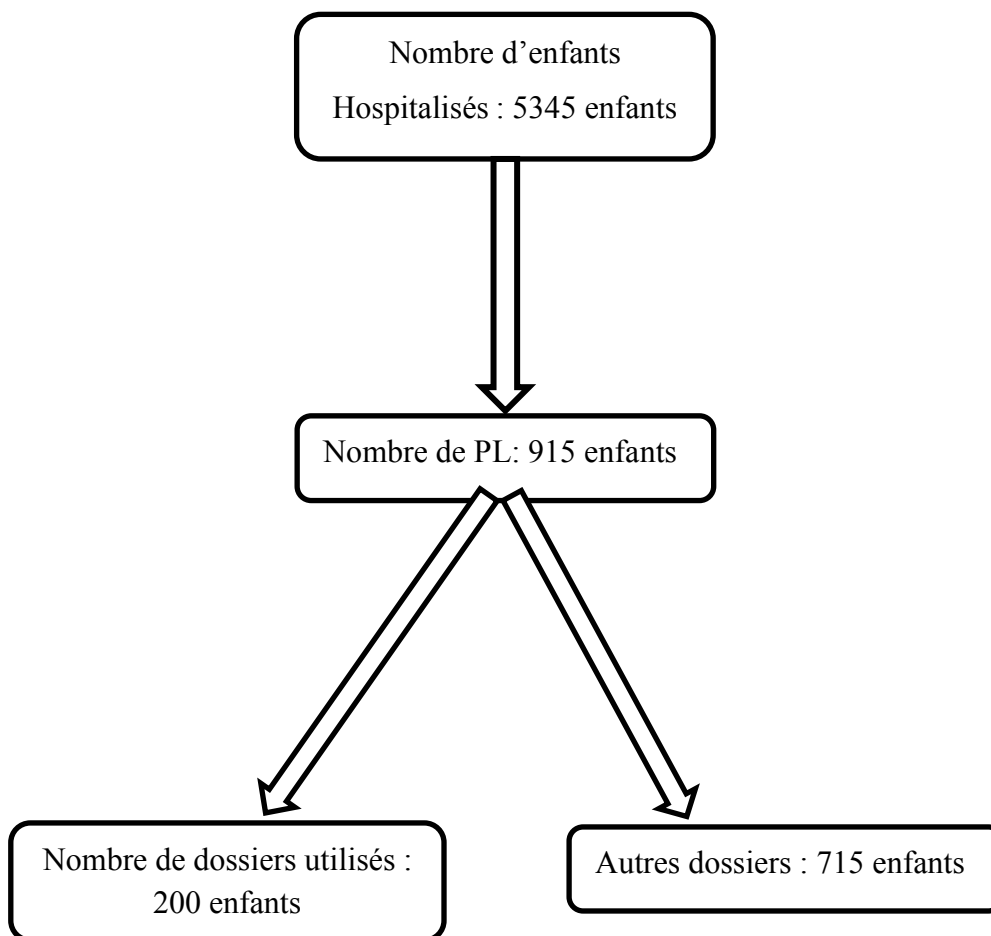 Nombre d’enfants
Hospitalisés : 5345 enfants
Nombre de PL: 915 enfants
Nombre de dossiers utilisés :
200 enfants
Autres dossiers : 715 enfants